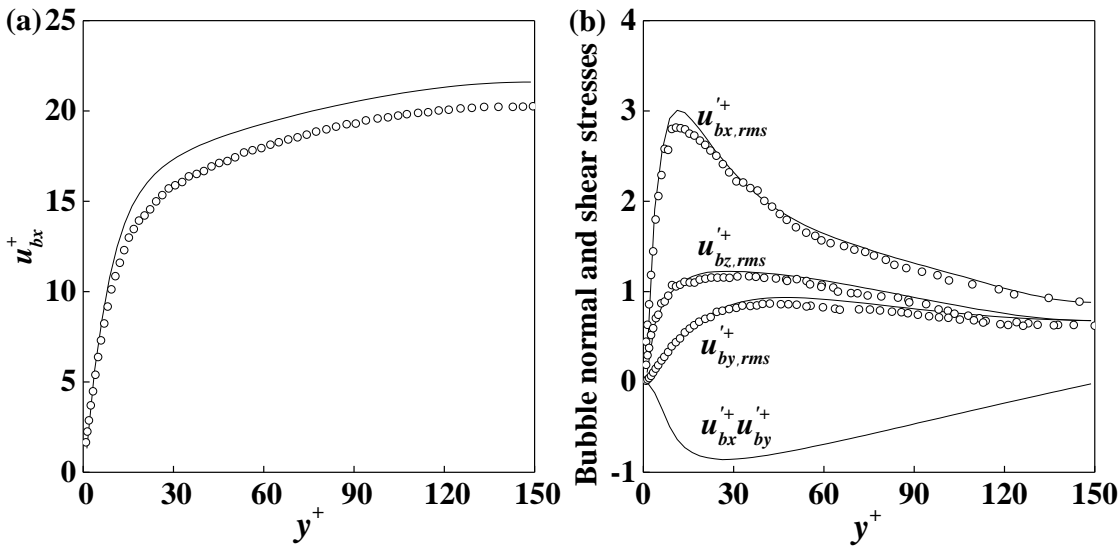 (a)
25
20
15
10
5
0
u⁺bx
0 30 60 90 120 150
y⁺
(b)
4
3
2
1
0
-1
Bubble normal and shear stresses
u'⁺bx,rms
u'⁺bz,rms
u'⁺by,rms
u'⁺bx u'⁺by
0 30 60 90 120 150
y⁺